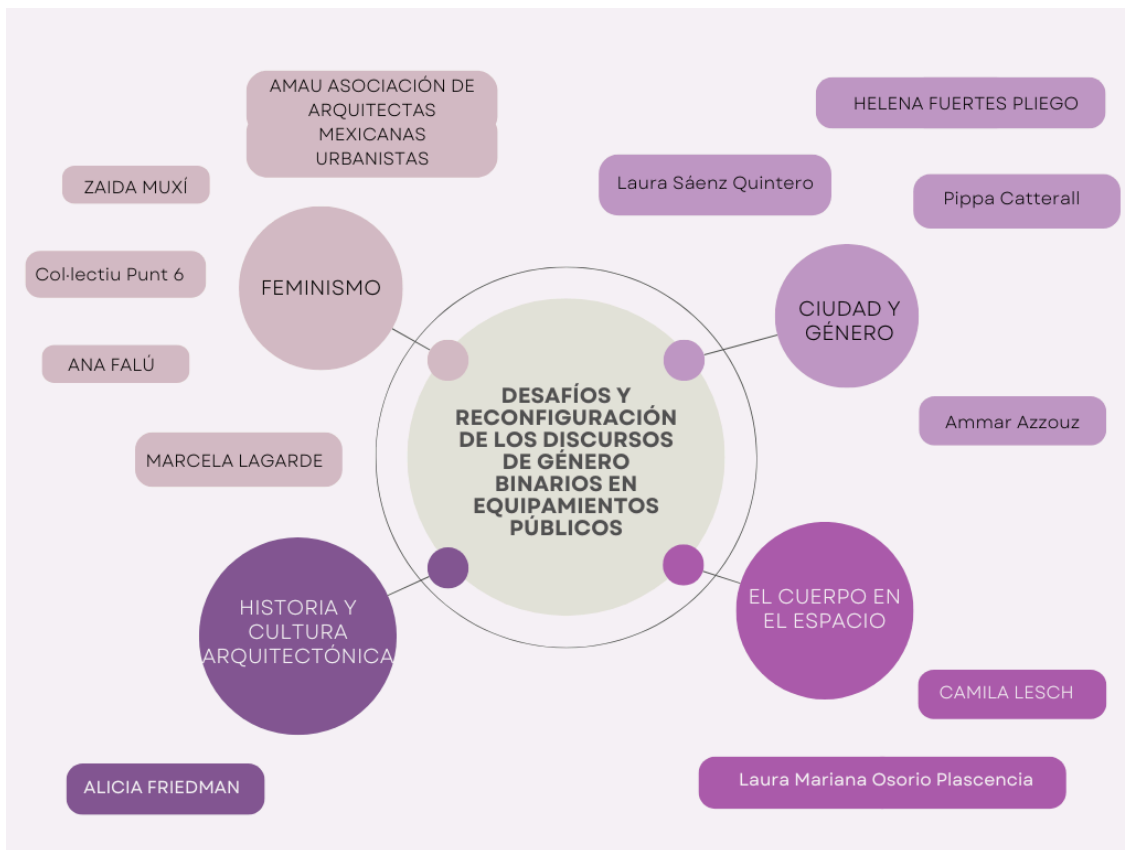 AMAU ASOCIACIÓN DE
ARQUITECTAS
MEXICANAS
URBANISTAS
ZAIDA MUXÍ
Col·lectiu Punt 6
ANA FALÚ
MARCELA LAGARDE
FEMINISMO
HELENA FUERTES PLIEGO
Laura Sáenz Quintero
Pippa Catterall
CIUDAD Y
GÉNERO
Ammar Azzouz
DESAFÍOS Y
RECONFIGURACIÓN
DE LOS DISCURSOS
DE GÉNERO
BINARIOS EN
EQUIPAMIENTOS
PÚBLICOS
HISTORIA Y
CULTURA
ARQUITECTÓNICA
ALICIA FRIEDMAN
EL CUERPO EN
EL ESPACIO
CAMILA LESCH
Laura Mariana Osorio Plascencia